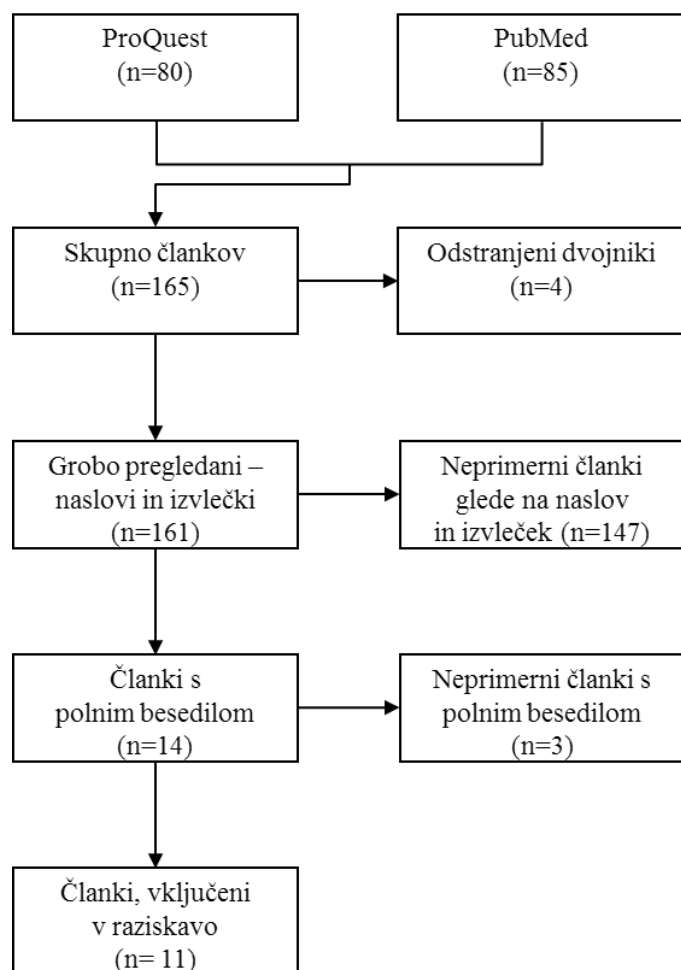 ProQuest
(n=80)
PubMed
(n=85)
Skupno člankov
(n=165)
Odstranjeni dvojniki
(n=4)
Grobo pregledani –
naslovi in izvlečki
(n=161)
Neprimerni članki
glede na naslov
in izvleček (n=147)
Članki s
polnim besedilom
(n=14)
Neprimerni članki s
polnim besedilom
(n=3)
Članki, vključeni
v raziskavo
(n= 11)